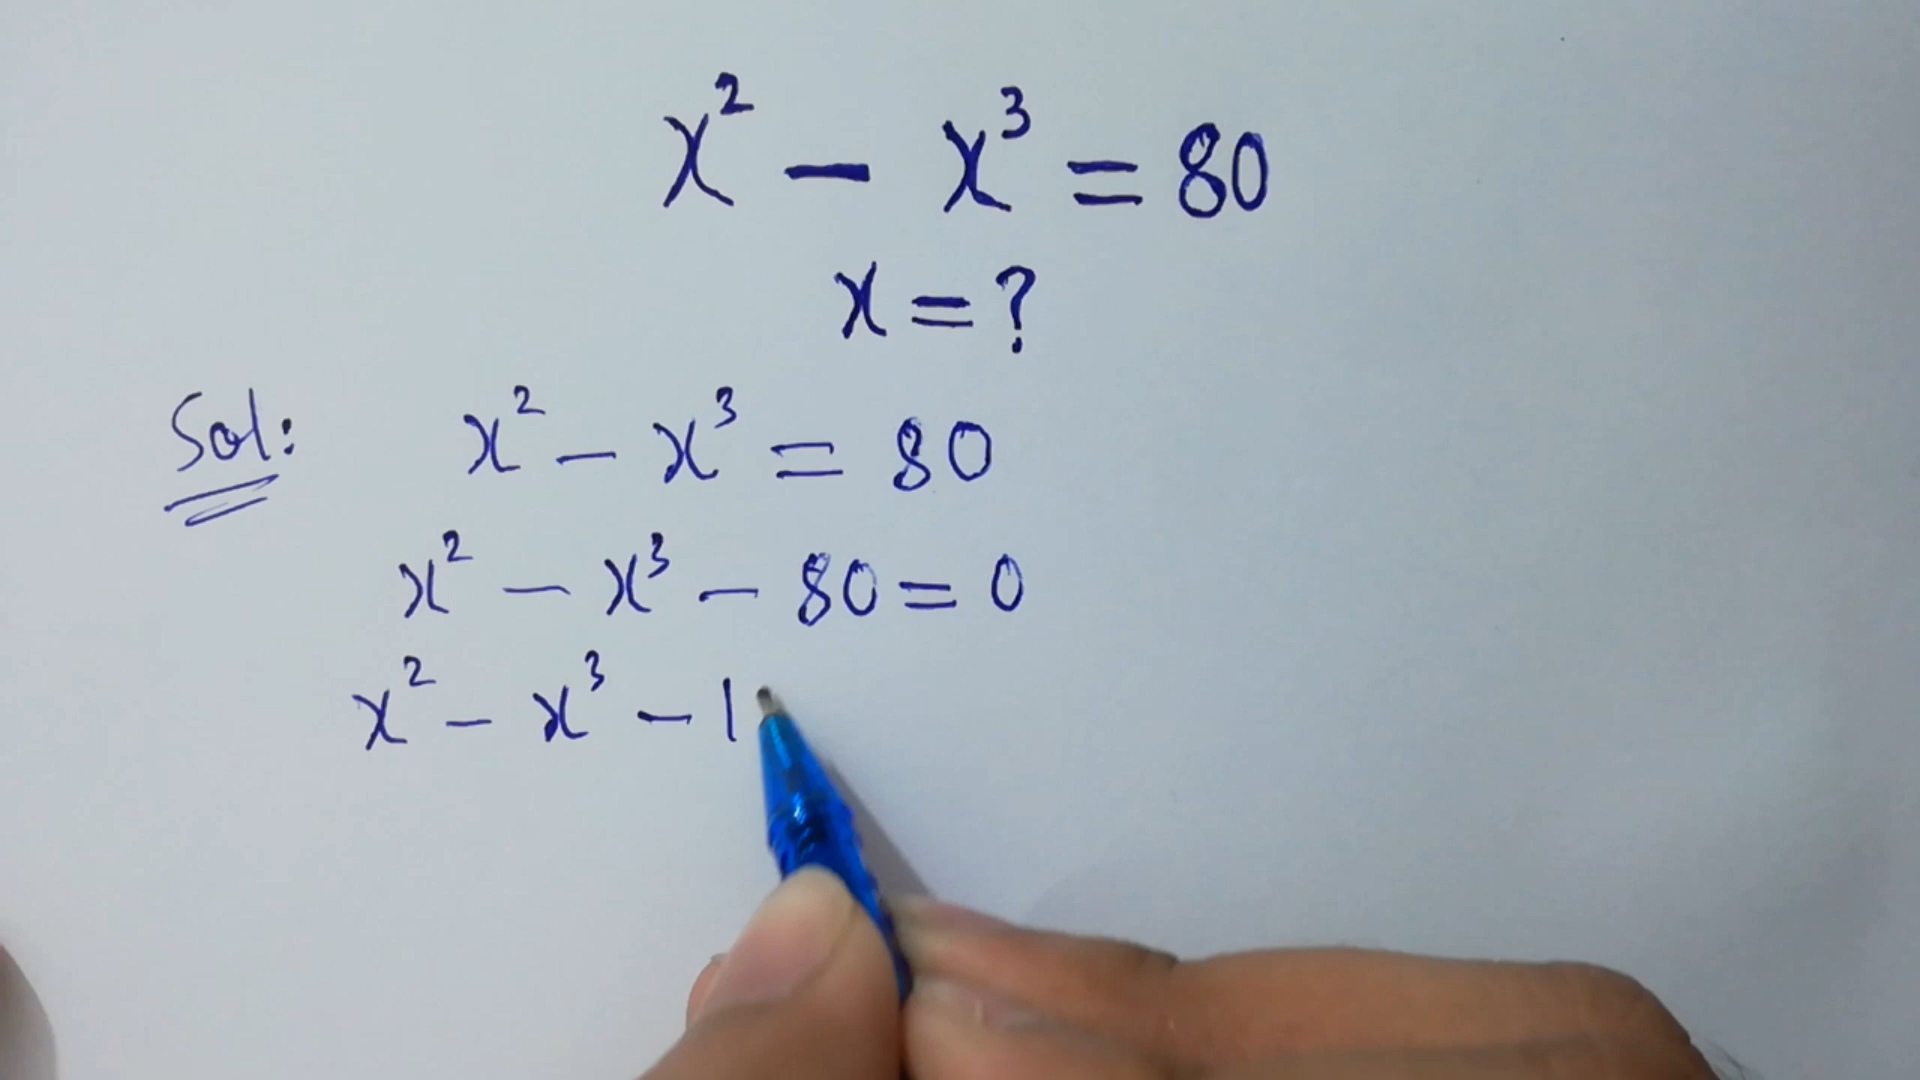 x² - x³ = 80
x = ?
Sol: x² - x³ = 80
x² - x³ - 80 = 0
x² - x³ - 1